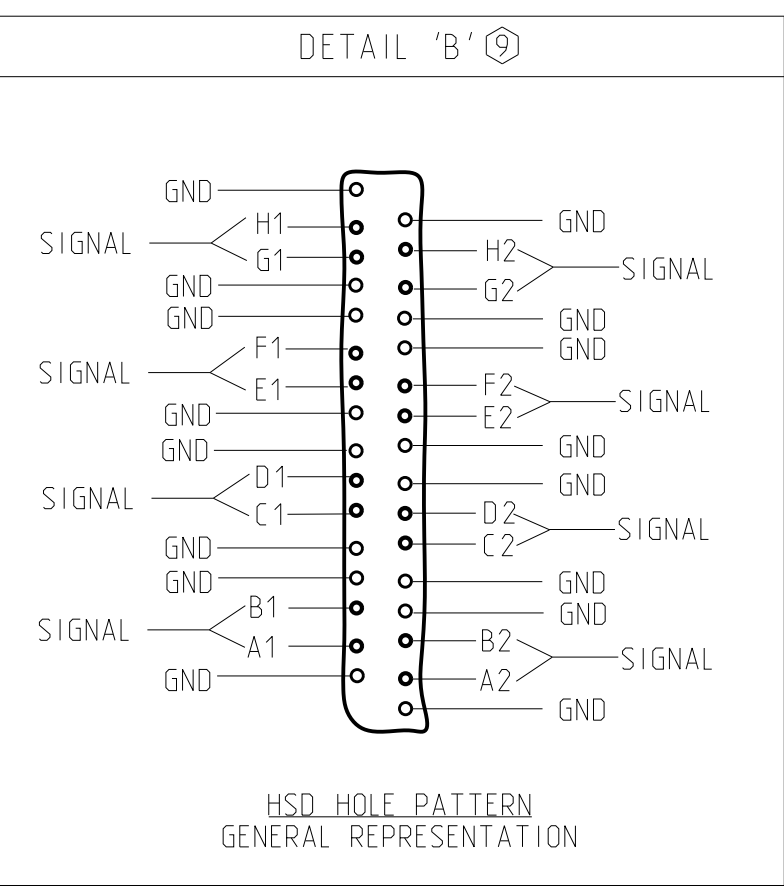 DETAIL 'B' 9
GND
GND
SIGNAL H1
H2 SIGNAL
G1
G2
GND
GND
GND
GND
SIGNAL F1
F2 SIGNAL
E1
E2
GND
GND
GND
GND
SIGNAL D1
D2 SIGNAL
C1
C2
GND
GND
GND
GND
SIGNAL B1
B2 SIGNAL
A1
A2
GND
GND
HSD HOLE PATTERN
GENERAL REPRESENTATION